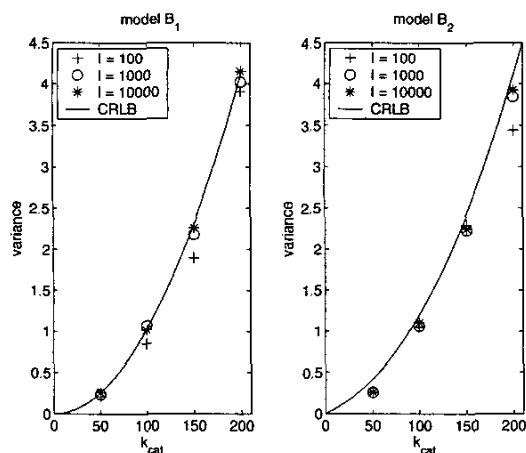 model B1
variance
4.5
4
3.5
3
2.5
2
1.5
1
0.5
0
l = 100
l = 1000
l = 10000
CRLB
0 50 100 150 200
kcat
model B2
4.5
4
3.5
3
2.5
2
1.5
1
0.5
0
l = 100
l = 1000
l = 10000
CRLB
0 50 100 150 200
kcat